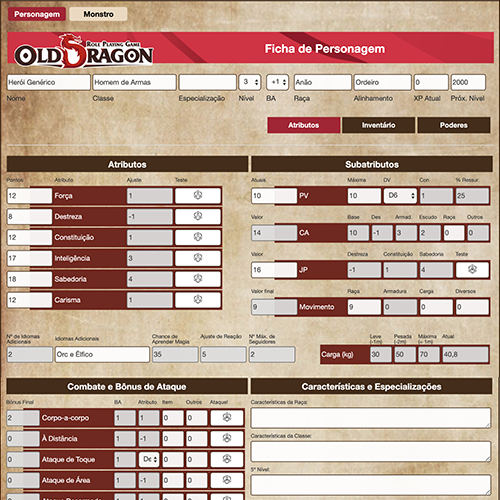 Personagem Monstro
ROLE PLAYING GAME
OLD DRAGON
Ficha de Personagem
Herói Genérico Homem de Armas 3 +1 Anão Ordeiro 0 2000
Nome Classe Especialização Nível BA Raça Alinhamento XP Atual Próx. Nível
Atributos Inventário Poderes
Atributos
Pontos Atributo Ajuste Teste
12 Força 1
8 Destreza -1
12 Constituição 1
17 Inteligência 3
18 Sabedoria 4
12 Carisma 1
Subatributos
Atuais Máxima DV Con % Ressur.
10 PV 10 D6 1 25
Valor Base Des Armad. Escudo Raça Outros
14 CA 10 -1 3 2 0 0
Valor Destreza Constituição Sabedoria Teste
16 JP -1 1 4
Valor final Raça Armadura Carga Diversos
9 Movimento 9 0 0 0
Nº de Idiomas Adicionais Idiomas Adicionais Chance de Aprender Magia Ajuste de Reação Nº Máx. de Seguidores
2 Orc e Élfico 35 5 2
Leve (-1m) Pesada (-2m) Máxima (= 1m) Atual
Carga (kg) 30 50 70 40,8
Combate e Bônus de Ataque
Bônus Final BA Atributo Item Outros Ataque!
2 Corpo-a-corpo 1 1 0 0
0 À Distância 1 -1 0 0
0 Ataque de Toque 1 De 0 0
0 Ataque de Área 1 -1 0 0
Características e Especializações
Características da Raça:
Características da Classe:
5º Nível: